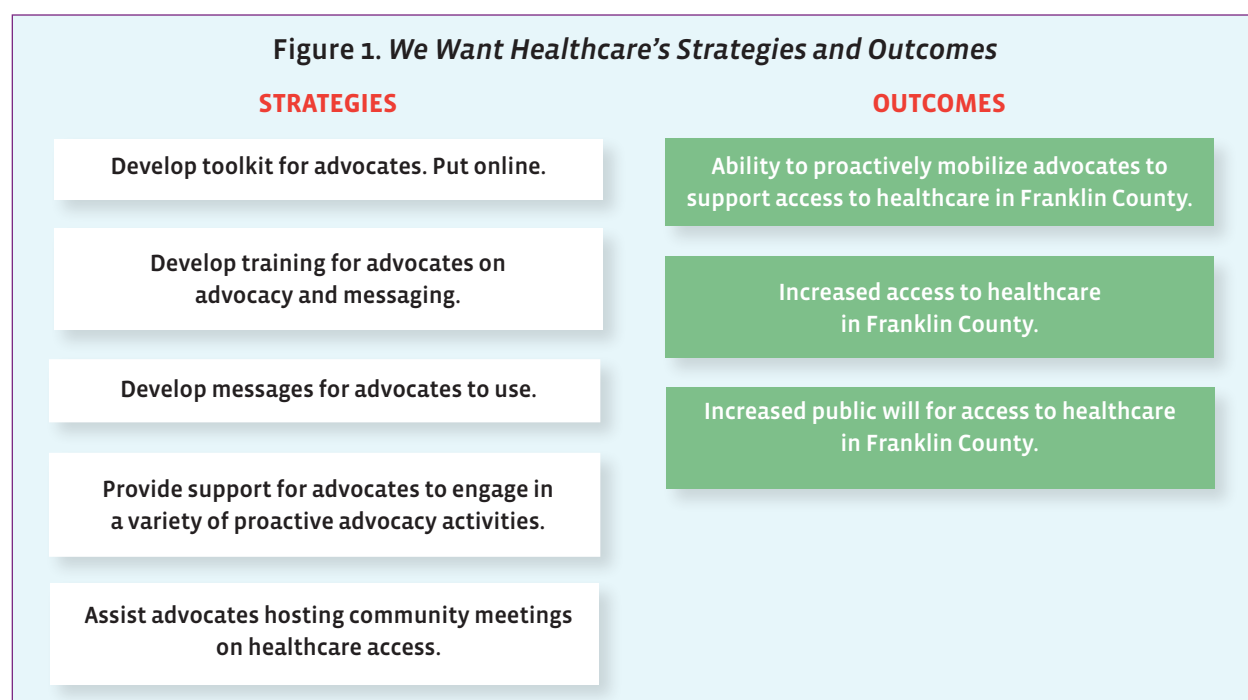 Figure 1. We Want Healthcare’s Strategies and Outcomes
STRATEGIES
Develop toolkit for advocates. Put online.
Develop training for advocates on
advocacy and messaging.
Develop messages for advocates to use.
Provide support for advocates to engage in
a variety of proactive advocacy activities.
Assist advocates hosting community meetings
on healthcare access.
OUTCOMES
Ability to proactively mobilize advocates to
support access to healthcare in Franklin County.
Increased access to healthcare
in Franklin County.
Increased public will for access to healthcare
in Franklin County.